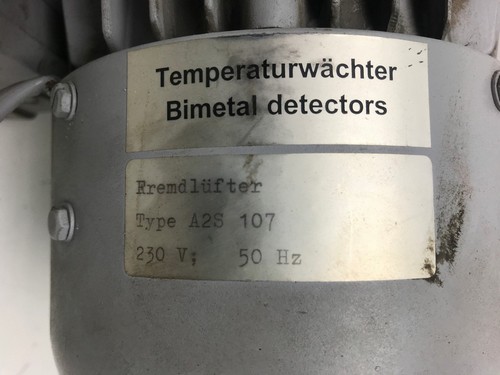 Temperaturwächter
Bimetal detectors
Fremdlüfter
Type A2S 107
230 V; 50 Hz